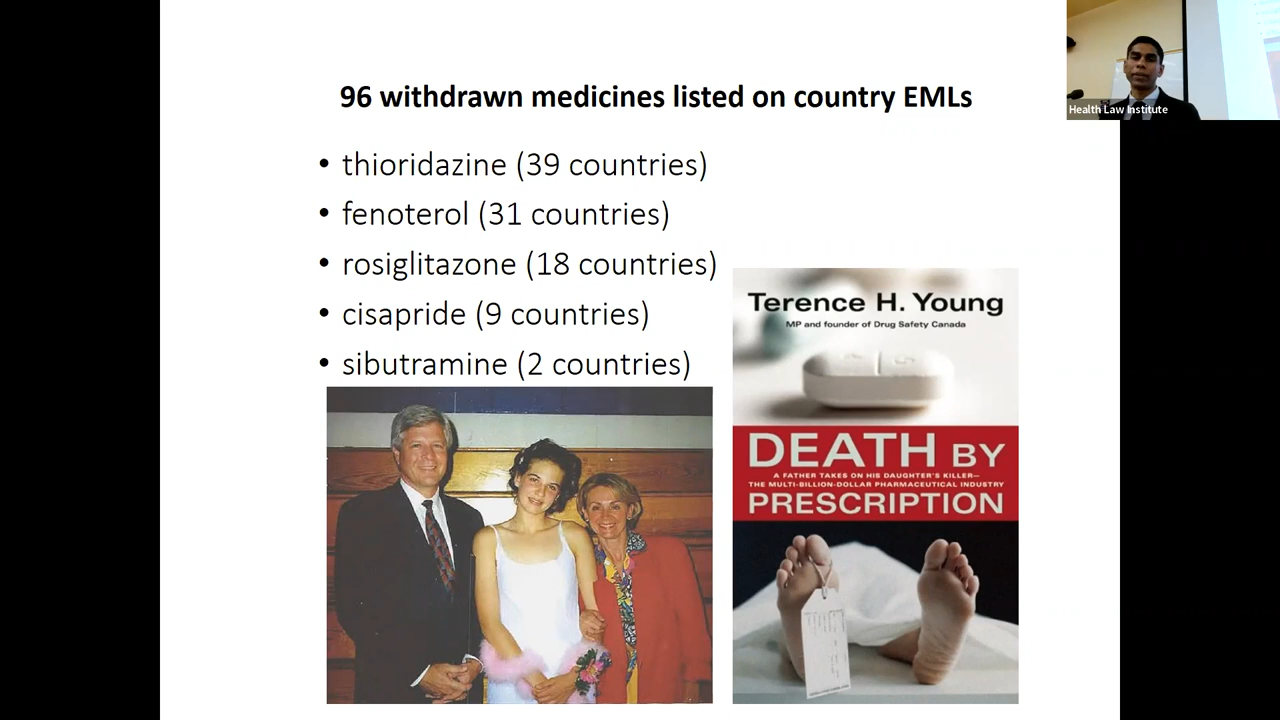 96 withdrawn medicines listed on country EMLs
• thioridazine (39 countries)
• fenoterol (31 countries)
• rosiglitazone (18 countries)
• cisapride (9 countries)
• sibutramine (2 countries)
Terence H. Young
MP and founder of Drug Safety Canada
DEATH BY
A FATHER TAKES ON HIS DAUGHTER'S KILLER—
THE MULTI-BILLION-DOLLAR PHARMACEUTICAL INDUSTRY
PRESCRIPTION
Health Law Institute